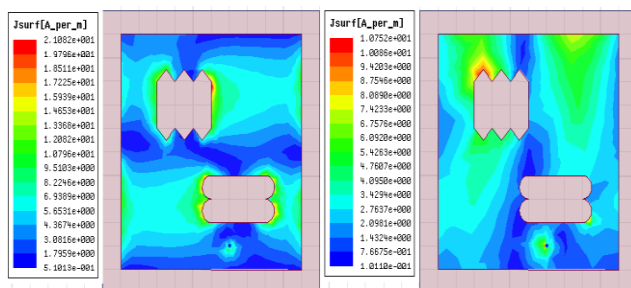 Jsurf[A_per_m]
2.1082e+001
1.9796e+001
1.8511e+001
1.7225e+001
1.5939e+001
1.4653e+001
1.3368e+001
1.2082e+001
1.0796e+001
9.5103e+000
8.2246e+000
6.9389e+000
5.6531e+000
4.3674e+000
3.0816e+000
1.7959e+000
5.1013e-001
Jsurf[A_per_m]
1.0752e+001
1.0086e+001
9.4203e+000
8.7546e+000
8.0890e+000
7.4233e+000
6.7576e+000
6.0920e+000
5.4263e+000
4.7607e+000
4.0950e+000
3.4294e+000
2.7637e+000
2.0981e+000
1.4324e+000
7.6675e-001
1.0110e-001